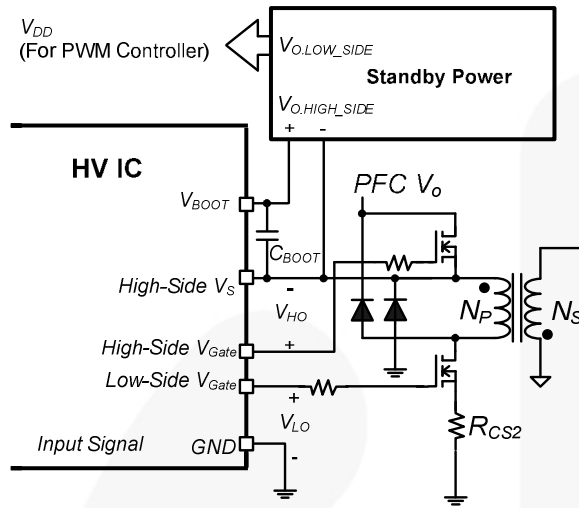 V_DD
(For PWM Controller)
V_O.LOW_SIDE
Standby Power
V_O.HIGH_SIDE
+ -
HV IC
PFC V_o
V_BOOT
C_BOOT
High-Side V_S
-
V_HO
+
N_P
N_S
High-Side V_Gate
Low-Side V_Gate
+
V_LO
-
R_CS2
Input Signal
GND